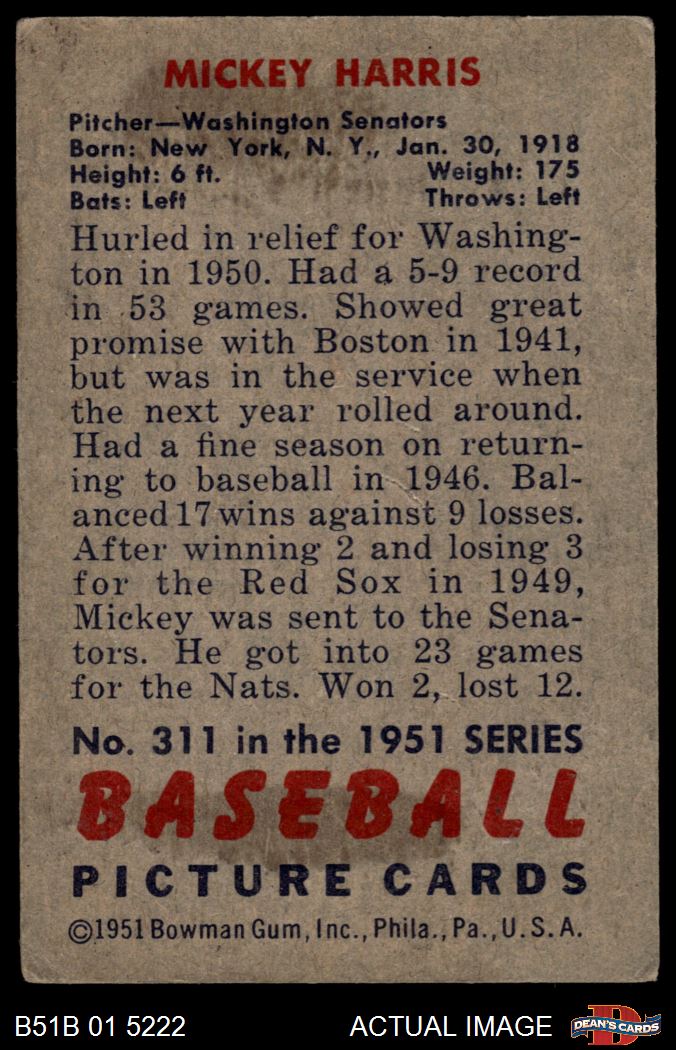 MICKEY HARRIS
Pitcher—Washington Senators
Born: New York, N. Y., Jan. 30, 1918
Height: 6 ft. Weight: 175
Bats: Left Throws: Left
Hurled in relief for Washing-
ton in 1950. Had a 5-9 record
in 53 games. Showed great
promise with Boston in 1941,
but was in the service when
the next year rolled around.
Had a fine season on return-
ing to baseball in 1946. Bal-
anced 17 wins against 9 losses.
After winning 2 and losing 3
for the Red Sox in 1949,
Mickey was sent to the Sena-
tors. He got into 23 games
for the Nats. Won 2, lost 12.
No. 311 in the 1951 SERIES
BASEBALL
PICTURE CARDS
©1951 Bowman Gum, Inc., Phila., Pa., U.S.A.
B51B 01 5222 ACTUAL IMAGE D DEAN'S CARDS